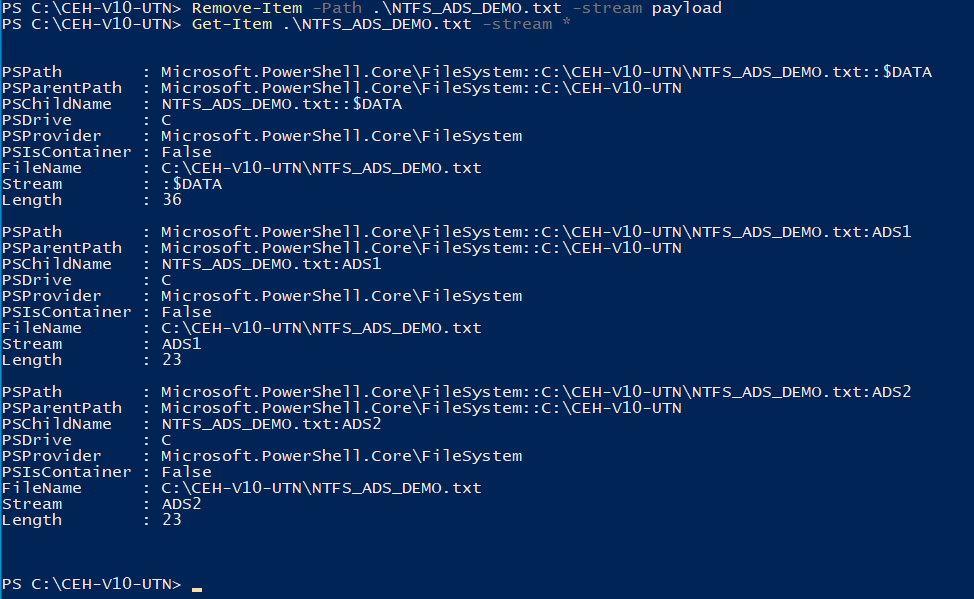 PS C:\CEH-V10-UTN> Remove-Item -Path .\NTFS_ADS_DEMO.txt -stream payload
PS C:\CEH-V10-UTN> Get-Item .\NTFS_ADS_DEMO.txt -stream *
PSPath        : Microsoft.PowerShell.Core\FileSystem::C:\CEH-V10-UTN\NTFS_ADS_DEMO.txt::$DATA
PSParentPath  : Microsoft.PowerShell.Core\FileSystem::C:\CEH-V10-UTN
PSChildName   : NTFS_ADS_DEMO.txt::$DATA
PSDrive       : C
PSProvider    : Microsoft.PowerShell.Core\FileSystem
PSIsContainer : False
FileName      : C:\CEH-V10-UTN\NTFS_ADS_DEMO.txt
Stream        : :$DATA
Length        : 36
PSPath        : Microsoft.PowerShell.Core\FileSystem::C:\CEH-V10-UTN\NTFS_ADS_DEMO.txt:ADS1
PSParentPath  : Microsoft.PowerShell.Core\FileSystem::C:\CEH-V10-UTN
PSChildName   : NTFS_ADS_DEMO.txt:ADS1
PSDrive       : C
PSProvider    : Microsoft.PowerShell.Core\FileSystem
PSIsContainer : False
FileName      : C:\CEH-V10-UTN\NTFS_ADS_DEMO.txt
Stream        : ADS1
Length        : 23
PSPath        : Microsoft.PowerShell.Core\FileSystem::C:\CEH-V10-UTN\NTFS_ADS_DEMO.txt:ADS2
PSParentPath  : Microsoft.PowerShell.Core\FileSystem::C:\CEH-V10-UTN
PSChildName   : NTFS_ADS_DEMO.txt:ADS2
PSDrive       : C
PSProvider    : Microsoft.PowerShell.Core\FileSystem
PSIsContainer : False
FileName      : C:\CEH-V10-UTN\NTFS_ADS_DEMO.txt
Stream        : ADS2
Length        : 23
PS C:\CEH-V10-UTN> _